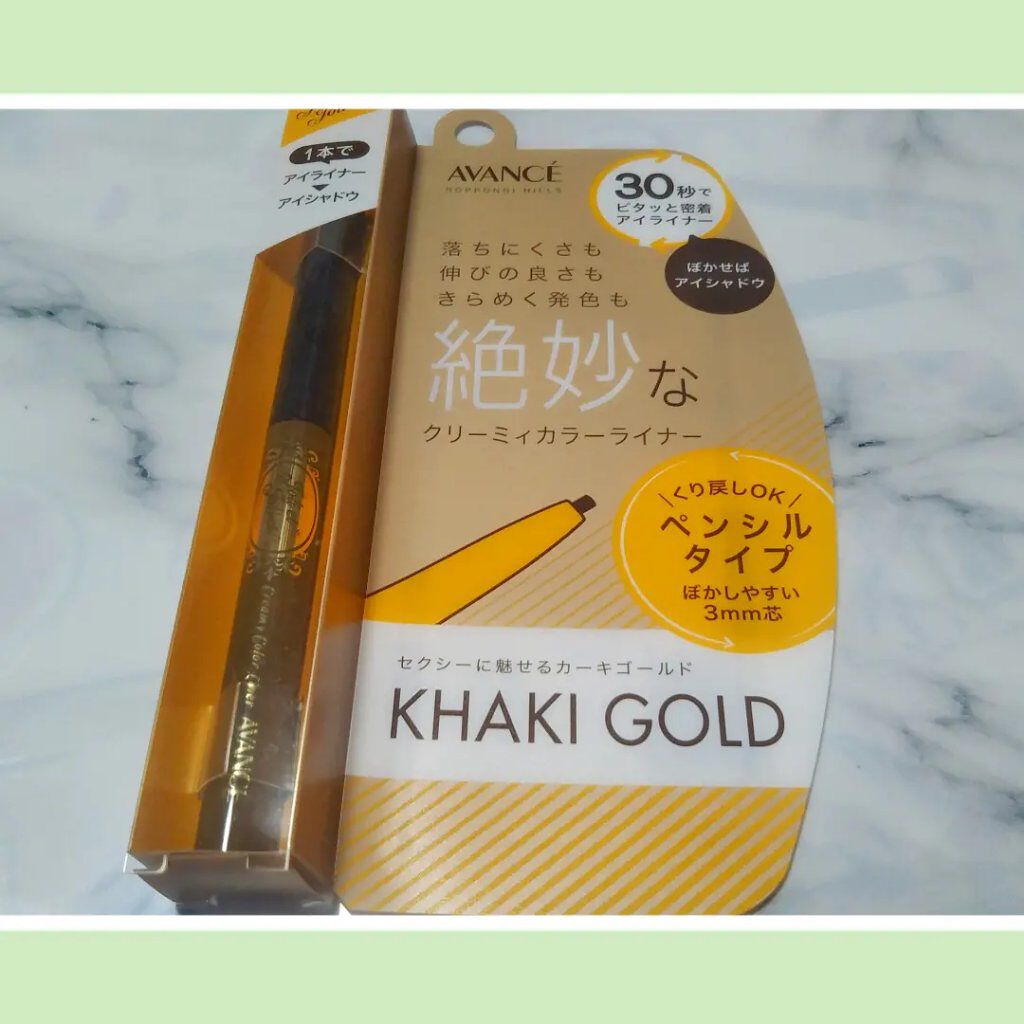 you
1本で
アイライナー
アイシャドウ
Creamy Color Liner AVANCÉ
AVANCÉ
ROPPONGI HILLS
30秒で
ピタッと密着
アイライナー
ぼかせば
アイシャドウ
落ちにくさも
伸びの良さも
きらめく発色も
絶妙な
クリーミィカラーライナー
\くり戻しOK/
ペンシル
タイプ
ぼかしやすい
3mm芯
セクシーに魅せるカーキゴールド
KHAKI GOLD